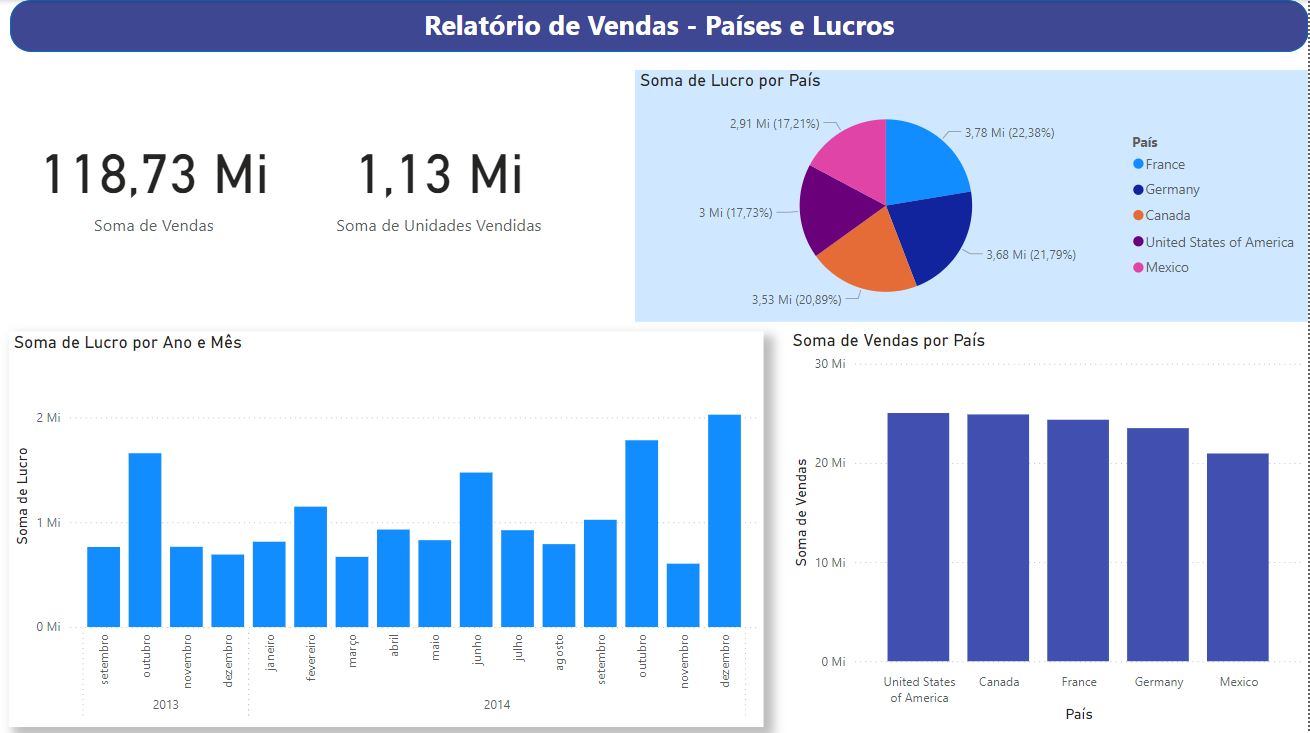 Relatório de Vendas - Países e Lucros
118,73 Mi
Soma de Vendas
1,13 Mi
Soma de Unidades Vendidas
Soma de Lucro por País
2,91 Mi (17,21%)
3,78 Mi (22,38%)
3 Mi (17,73%)
3,68 Mi (21,79%)
3,53 Mi (20,89%)
País
France
Germany
Canada
United States of America
Mexico
Soma de Lucro por Ano e Mês
Soma de Lucro
2 Mi
1 Mi
0 Mi
setembro
outubro
novembro
dezembro
janeiro
fevereiro
março
abril
maio
junho
julho
agosto
setembro
outubro
novembro
dezembro
2013
2014
Soma de Vendas por País
Soma de Vendas
30 Mi
20 Mi
10 Mi
0 Mi
United States
of America
Canada
France
Germany
Mexico
País